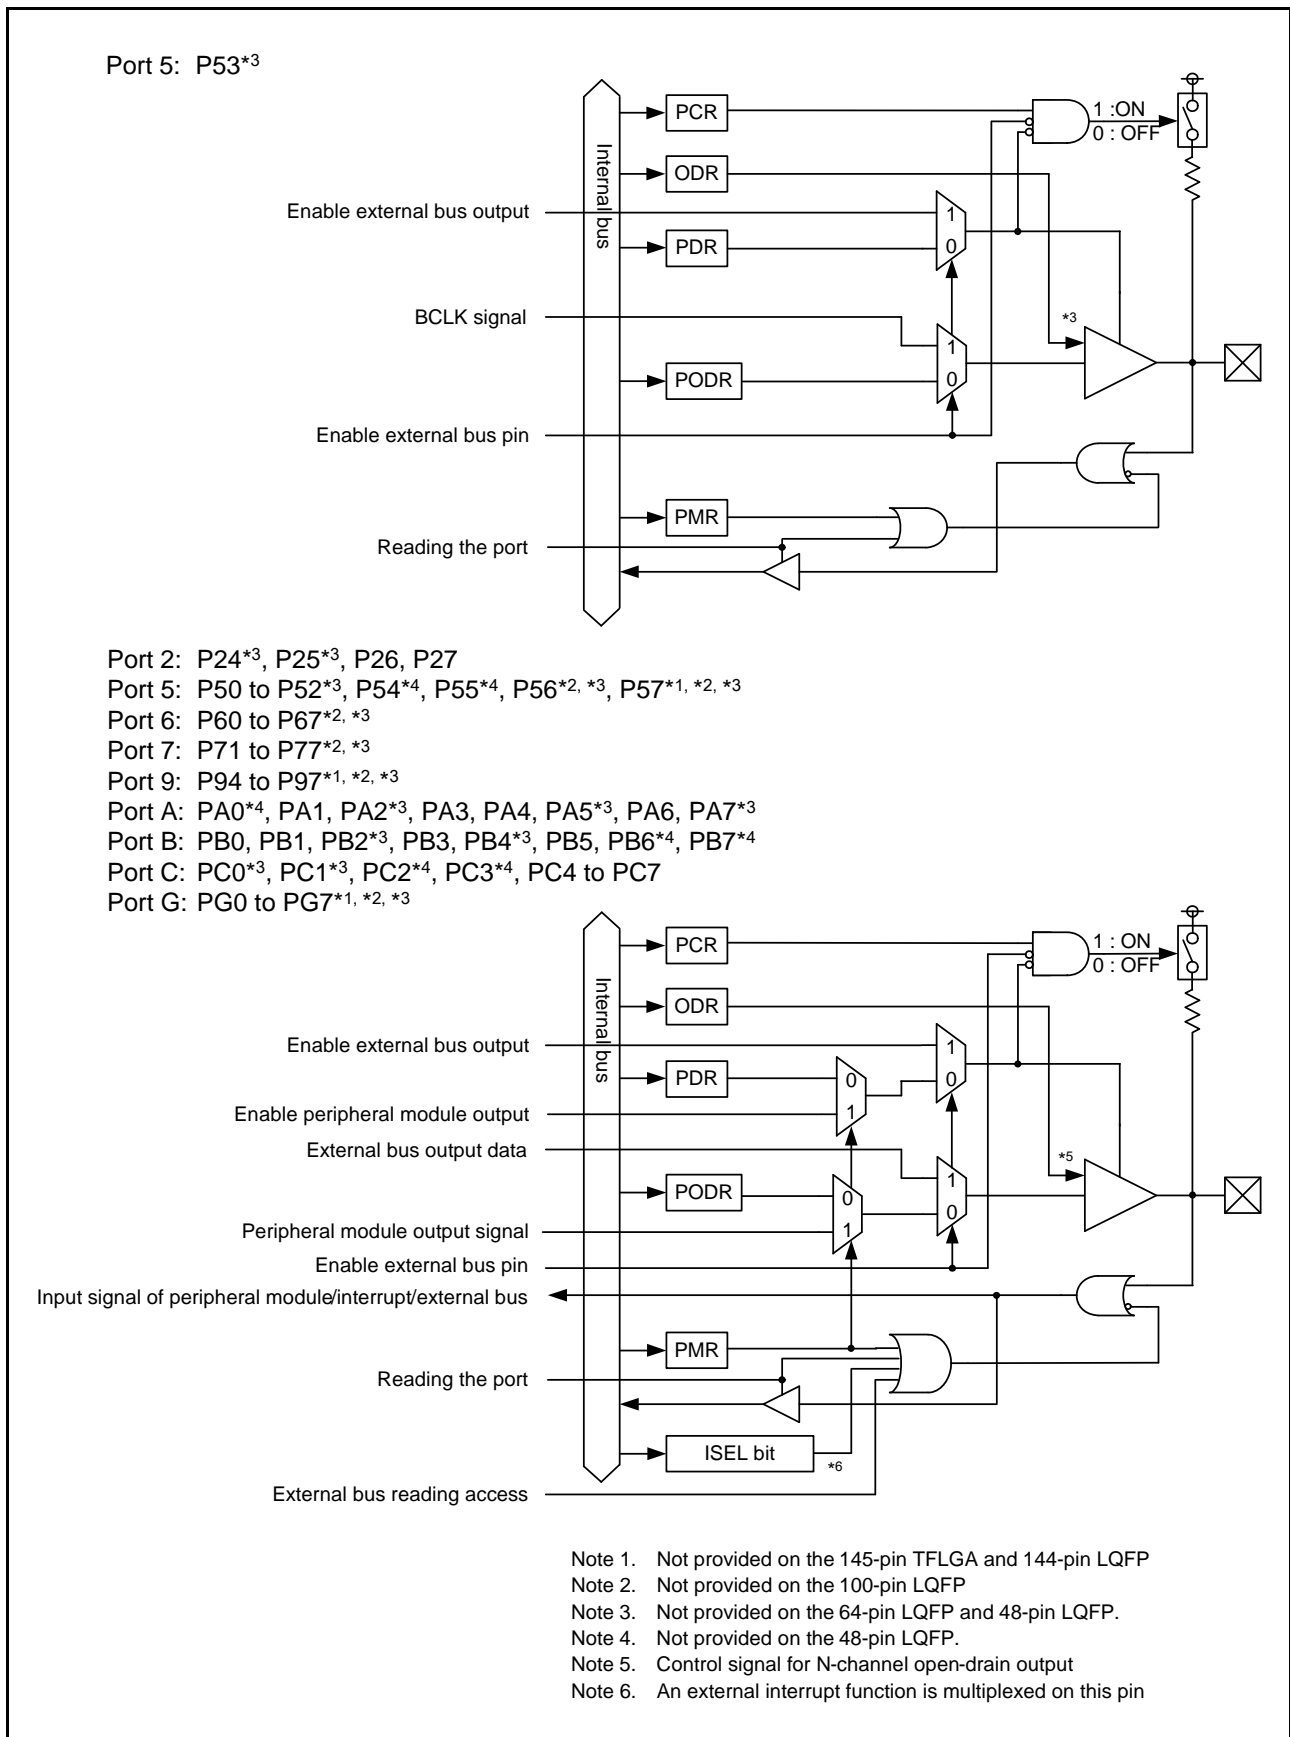 Port 5: P53*3
PCR
1 :ON
0 : OFF
Internal bus
ODR
Enable external bus output
1
PDR
0
BCLK signal
*3
1
PODR
0
Enable external bus pin
PMR
Reading the port
Port 2: P24*3, P25*3, P26, P27
Port 5: P50 to P52*3, P54*4, P55*4, P56*2, *3, P57*1, *2, *3
Port 6: P60 to P67*2, *3
Port 7: P71 to P77*2, *3
Port 9: P94 to P97*1, *2, *3
Port A: PA0*4, PA1, PA2*3, PA3, PA4, PA5*3, PA6, PA7*3
Port B: PB0, PB1, PB2*3, PB3, PB4*3, PB5, PB6*4, PB7*4
Port C: PC0*3, PC1*3, PC2*4, PC3*4, PC4 to PC7
Port G: PG0 to PG7*1, *2, *3
PCR
1 : ON
0 : OFF
Internal bus
ODR
Enable external bus output
1
PDR
0
0
Enable peripheral module output
1
External bus output data
*5
PODR
0
1
Peripheral module output signal
1
0
Enable external bus pin
Input signal of peripheral module/interrupt/external bus
PMR
Reading the port
ISEL bit
*6
External bus reading access
Note 1. Not provided on the 145-pin TFLGA and 144-pin LQFP
Note 2. Not provided on the 100-pin LQFP
Note 3. Not provided on the 64-pin LQFP and 48-pin LQFP.
Note 4. Not provided on the 48-pin LQFP.
Note 5. Control signal for N-channel open-drain output
Note 6. An external interrupt function is multiplexed on this pin